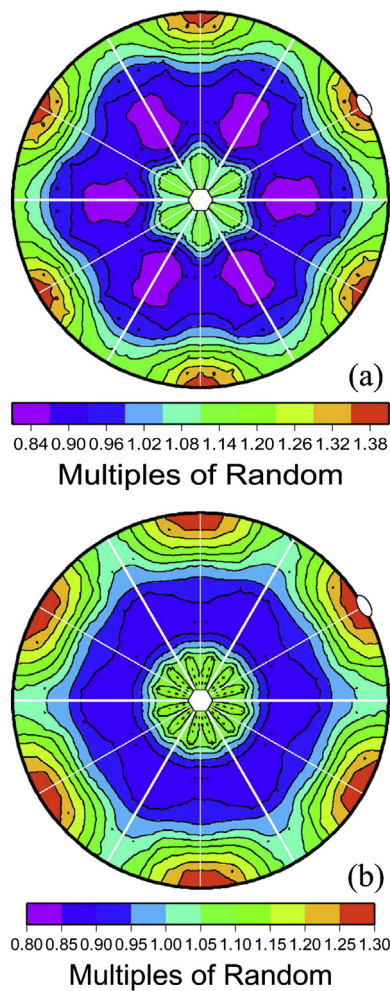 (a)
0.84 0.90 0.96 1.02 1.08 1.14 1.20 1.26 1.32 1.38
Multiples of Random
(b)
0.80 0.85 0.90 0.95 1.00 1.05 1.10 1.15 1.20 1.25 1.30
Multiples of Random